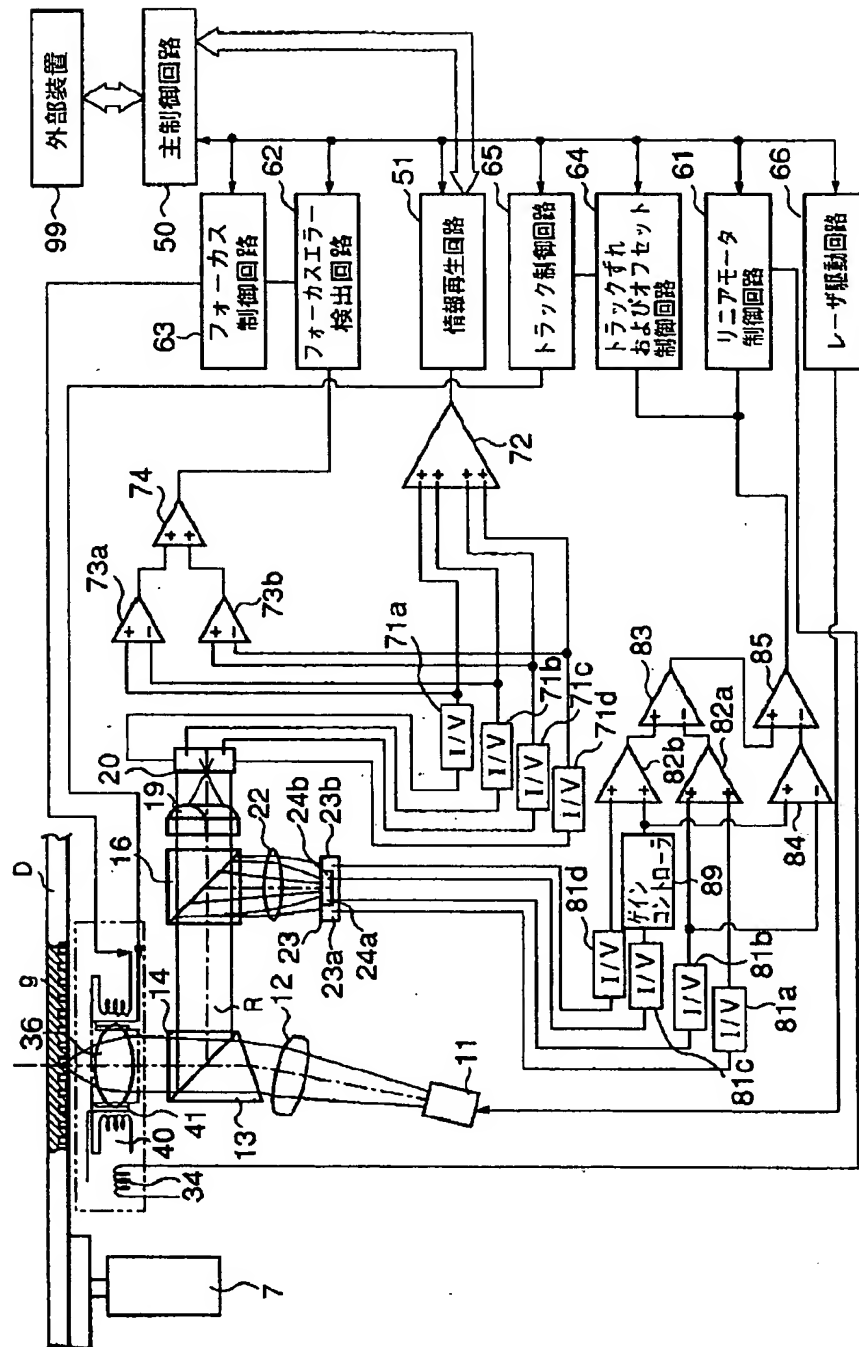 外部装置
99
主制御回路
50
フォーカス
制御回路
63
フォーカスエラー
検出回路
62
情報再生回路
51
トラック制御回路
65
トラックずれ
およびオフセット
制御回路
64
リニアモータ
制御回路
61
レーザ駆動回路
66
74
+
+
73a
+
-
73b
+
-
72
+
+
+
+
71a
I/V
71b
I/V
71c
I/V
71d
I/V
83
+
-
85
+
-
82b
+
+
82a
+
+
84
+
-
ゲイン
コントローラ
89
81d
I/V
81c
I/V
81b
I/V
81a
I/V
20
19
16
22
24b
23b
23
23a
24a
D
9
36
14
R
12
13
11
41
40
34
7